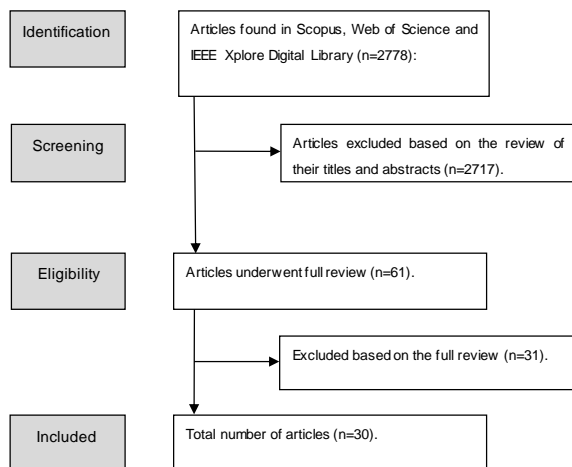 Identification
Articles found in Scopus, Web of Science and
IEEE Xplore Digital Library (n=2778):
Screening
Articles excluded based on the review of
their titles and abstracts (n=2717).
Eligibility
Articles underwent full review (n=61).
Excluded based on the full review (n=31).
Included
Total number of articles (n=30).